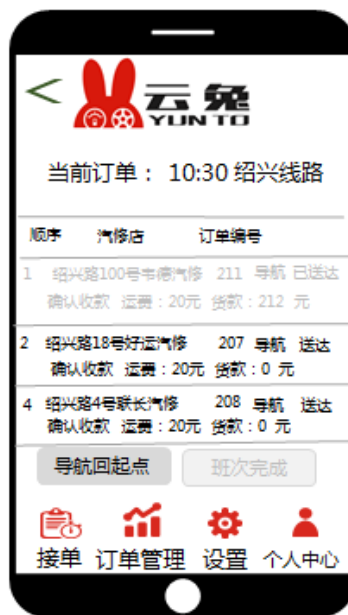 <
云兔
YUN TO
当前订单： 10:30 绍兴线路
顺序 汽修店 订单编号
1 绍兴路100号韦德汽修 211 导航 已送达
确认收款 运费：20元 货款：212 元
2 绍兴路18号好运汽修 207 导航 送达
确认收款 运费：20元 货款：0 元
4 绍兴路4号联长汽修 208 导航 送达
确认收款 运费：20元 货款：0 元
导航回起点 班次完成
接单 订单管理 设置 个人中心